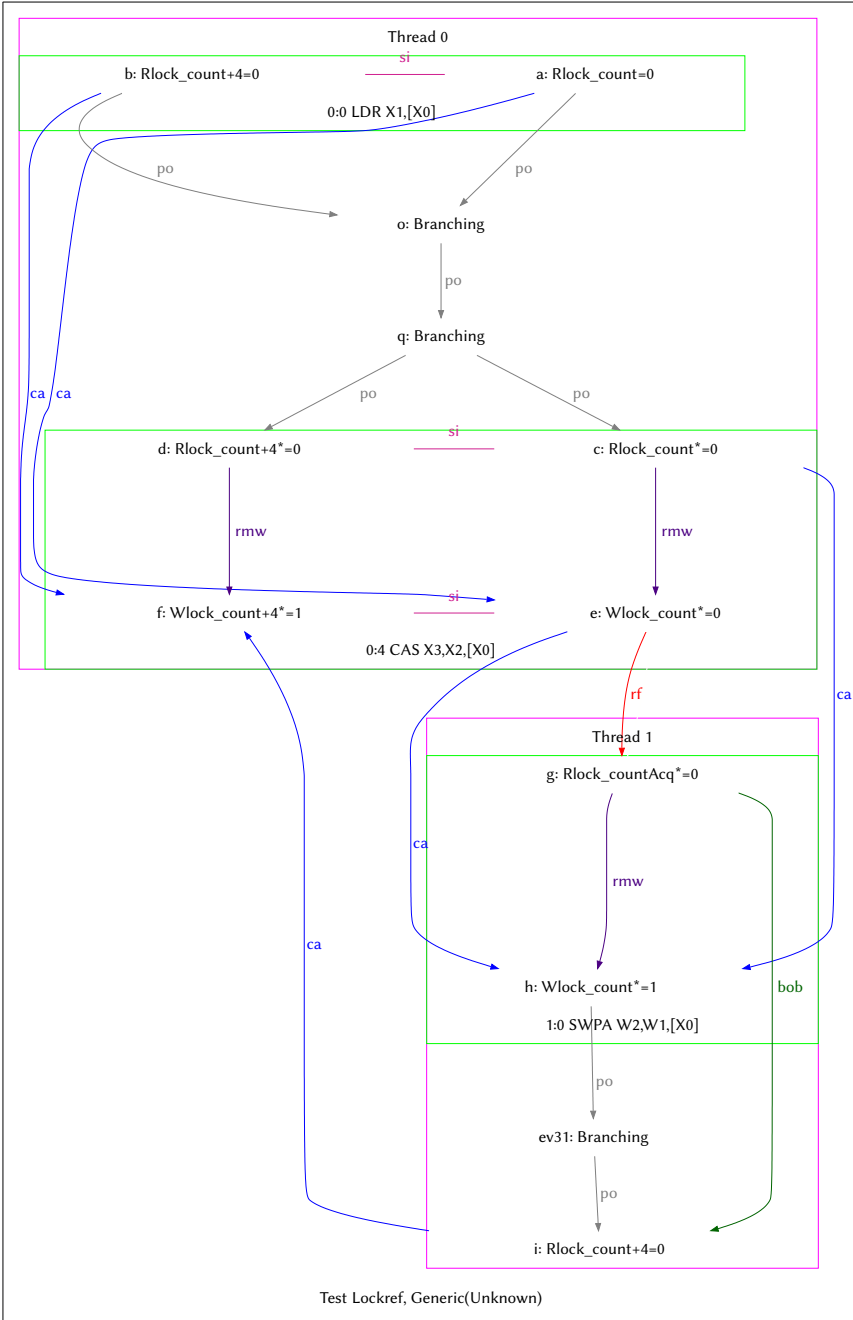 Thread 0
si
b: Rlock_count+4=0
a: Rlock_count=0
0:0 LDR X1,[X0]
po
po
o: Branching
po
q: Branching
ca
ca
po
po
si
d: Rlock_count+4*=0
c: Rlock_count*=0
rmw
rmw
si
f: Wlock_count+4*=1
e: Wlock_count*=0
0:4 CAS X3,X2,[X0]
rf
ca
Thread 1
g: Rlock_countAcq*=0
ca
rmw
ca
h: Wlock_count*=1
bob
1:0 SWPA W2,W1,[X0]
po
ev31: Branching
po
i: Rlock_count+4=0
Test Lockref, Generic(Unknown)